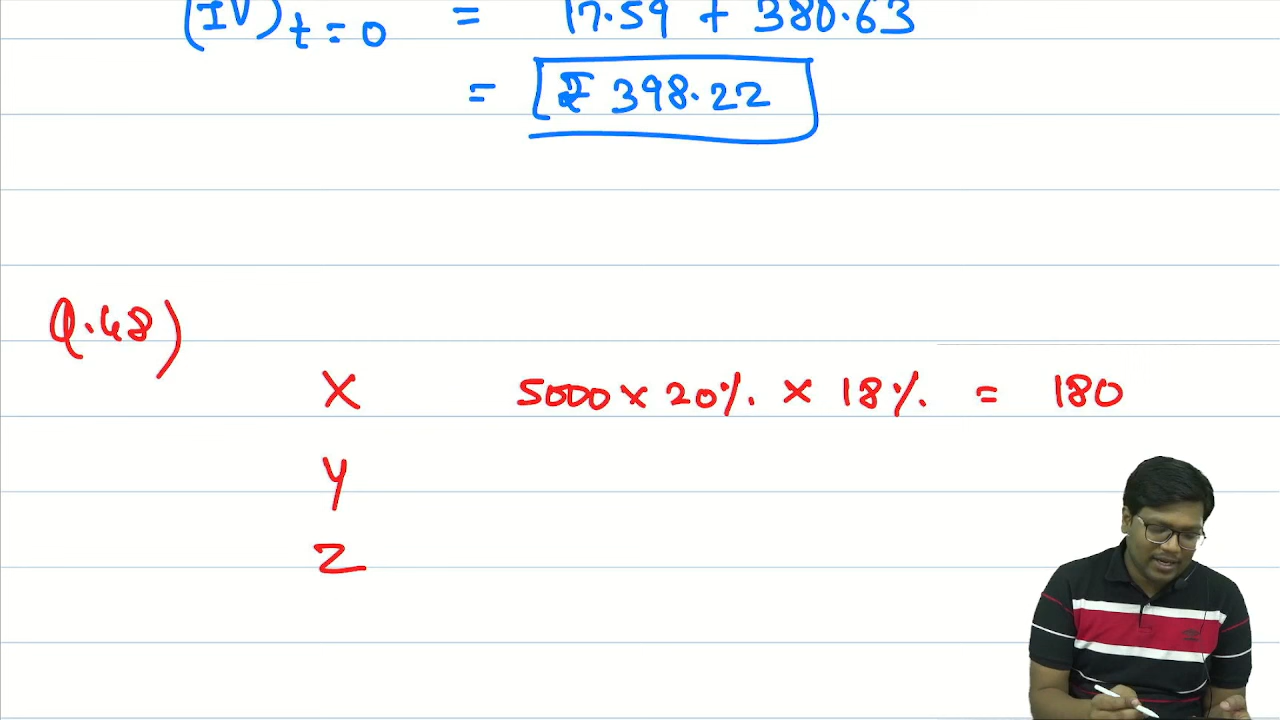 (IV)t=0 = 17.59 + 380.63
= ₹ 398.22
Q.48)
X 5000 × 20% × 18% = 180
Y
Z